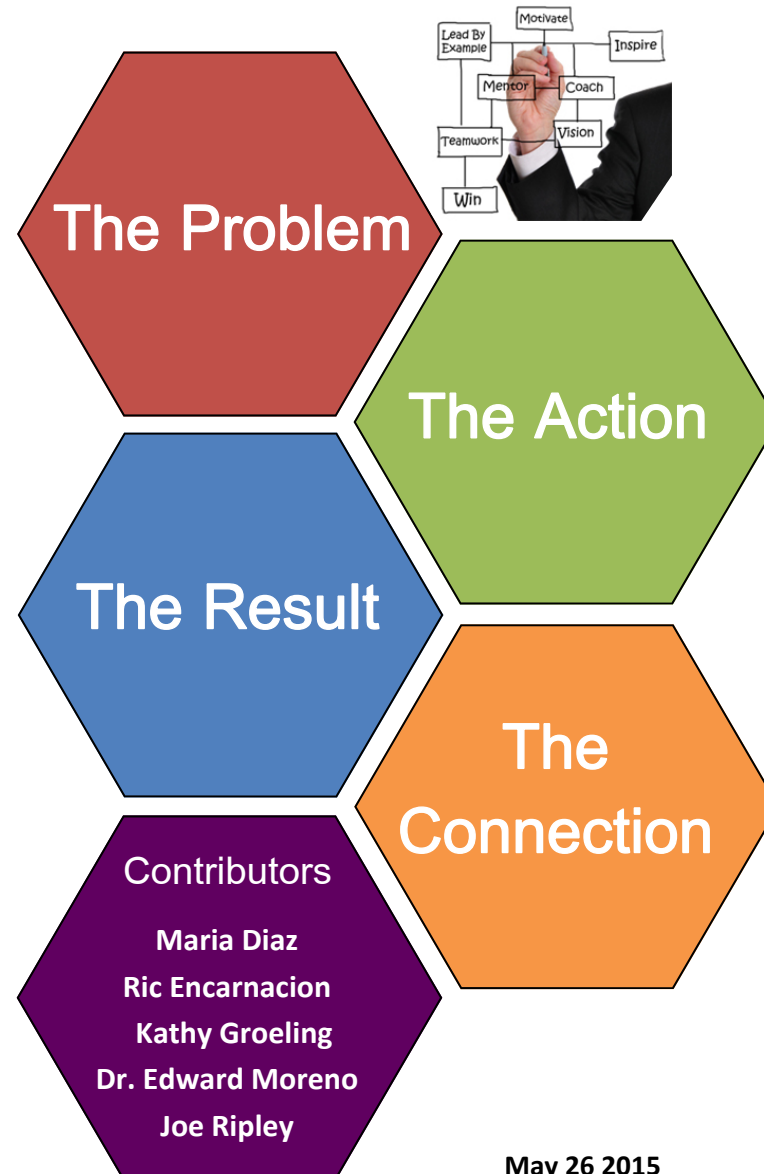 Motivate
Lead By
Example
Inspire
Mentor
Coach
Teamwork
Vision
Win
The Problem
The Action
The Result
The
Connection
Contributors
Maria Diaz
Ric Encarnacion
Kathy Groeling
Dr. Edward Moreno
Joe Ripley
May 26 2015